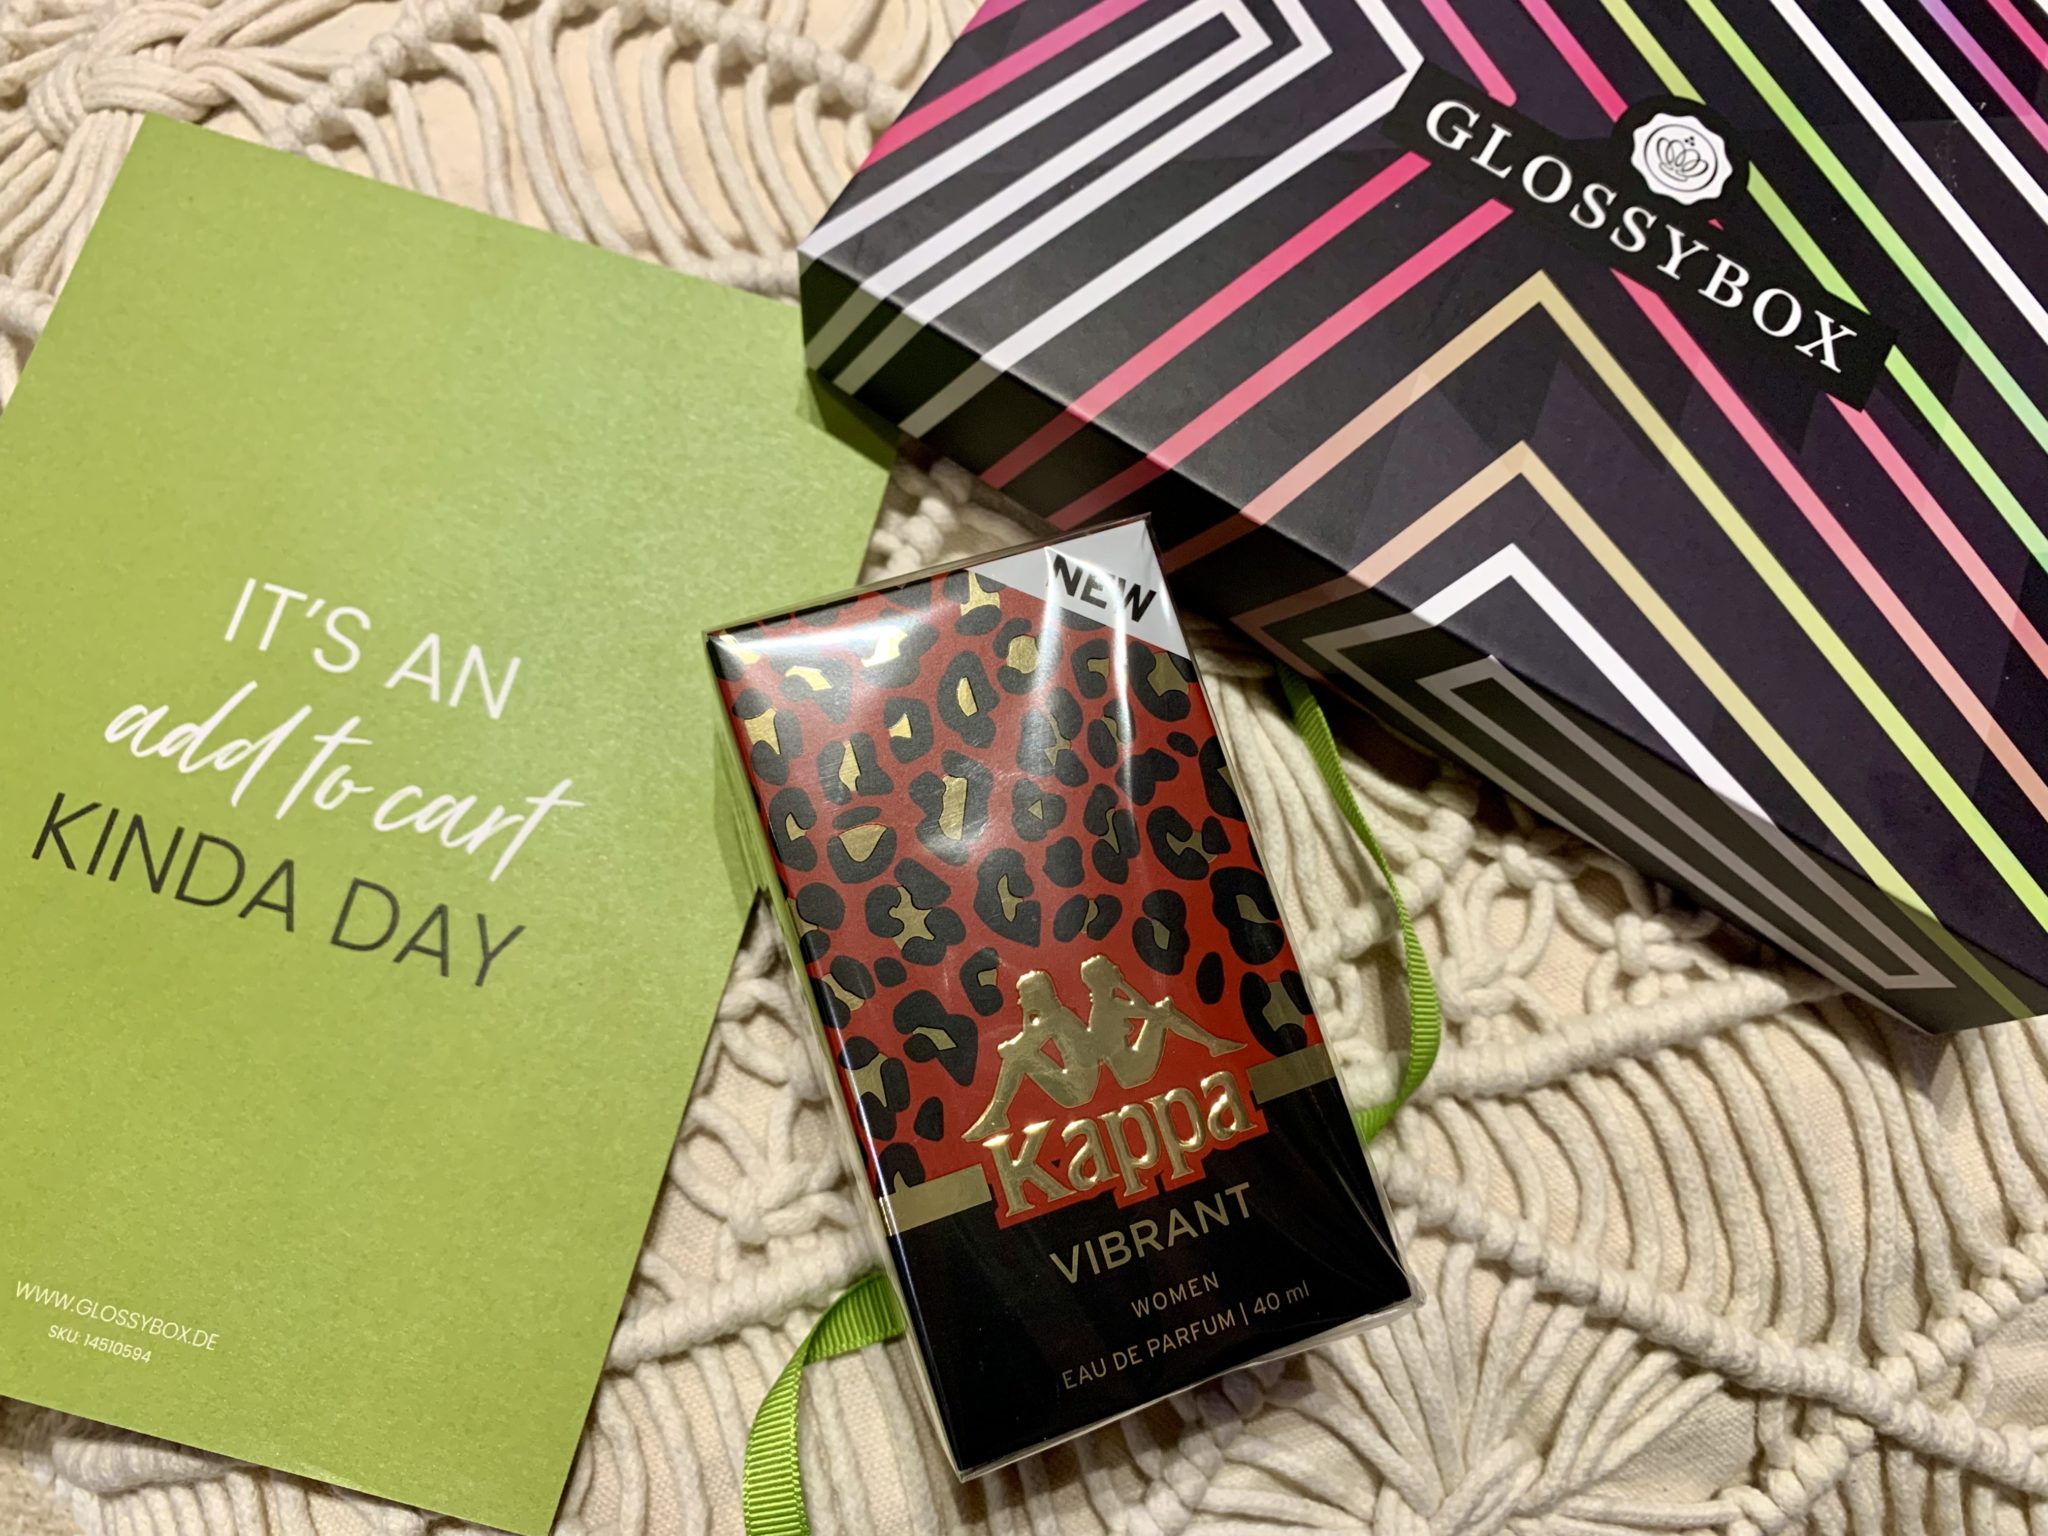 IT'S AN
add to cart
KINDA DAY
WWW.GLOSSYBOX.DE
SKU: 14510594
GLOSSYBOX
NEW
Kappa
VIBRANT
WOMEN
EAU DE PARFUM | 40 ml